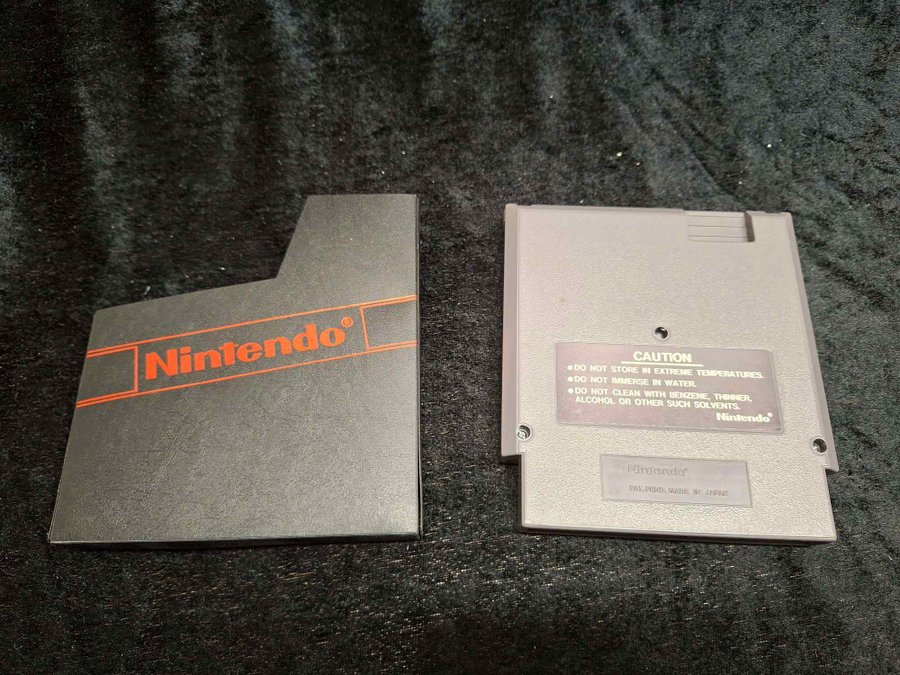 Nintendo®
CAUTION
●DO NOT STORE IN EXTREME TEMPERATURES.
●DO NOT IMMERSE IN WATER.
●DO NOT CLEAN WITH BENZENE, THINNER,
ALCOHOL OR OTHER SUCH SOLVENTS.
Nintendo®
Nintendo®
PAT. PEND. MADE IN JAPAN